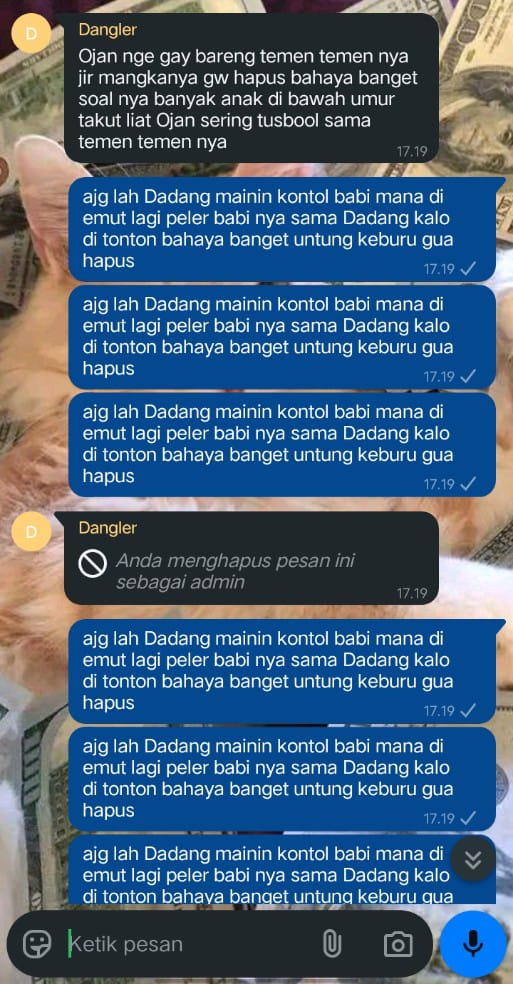 D
Dangler
Ojan nge gay bareng temen temen nya
jir mangkanya gw hapus bahaya banget
soal nya banyak anak di bawah umur
takut liat Ojan sering tusbool sama
temen temen nya
17.19
ajg lah Dadang mainin kontol babi mana di
emut lagi peler babi nya sama Dadang kalo
di tonton bahaya banget untung keburu gua
hapus
17.19
ajg lah Dadang mainin kontol babi mana di
emut lagi peler babi nya sama Dadang kalo
di tonton bahaya banget untung keburu gua
hapus
17.19
ajg lah Dadang mainin kontol babi mana di
emut lagi peler babi nya sama Dadang kalo
di tonton bahaya banget untung keburu gua
hapus
17.19
D
Dangler
Anda menghapus pesan ini
sebagai admin
17.19
ajg lah Dadang mainin kontol babi mana di
emut lagi peler babi nya sama Dadang kalo
di tonton bahaya banget untung keburu gua
hapus
17.19
ajg lah Dadang mainin kontol babi mana di
emut lagi peler babi nya sama Dadang kalo
di tonton bahaya banget untung keburu gua
hapus
17.19
ajg lah Dadang mainin kontol babi mana di
emut lagi peler babi nya sama Dadang kalo
di tonton bahaya banget untung keburu gua
Ketik pesan